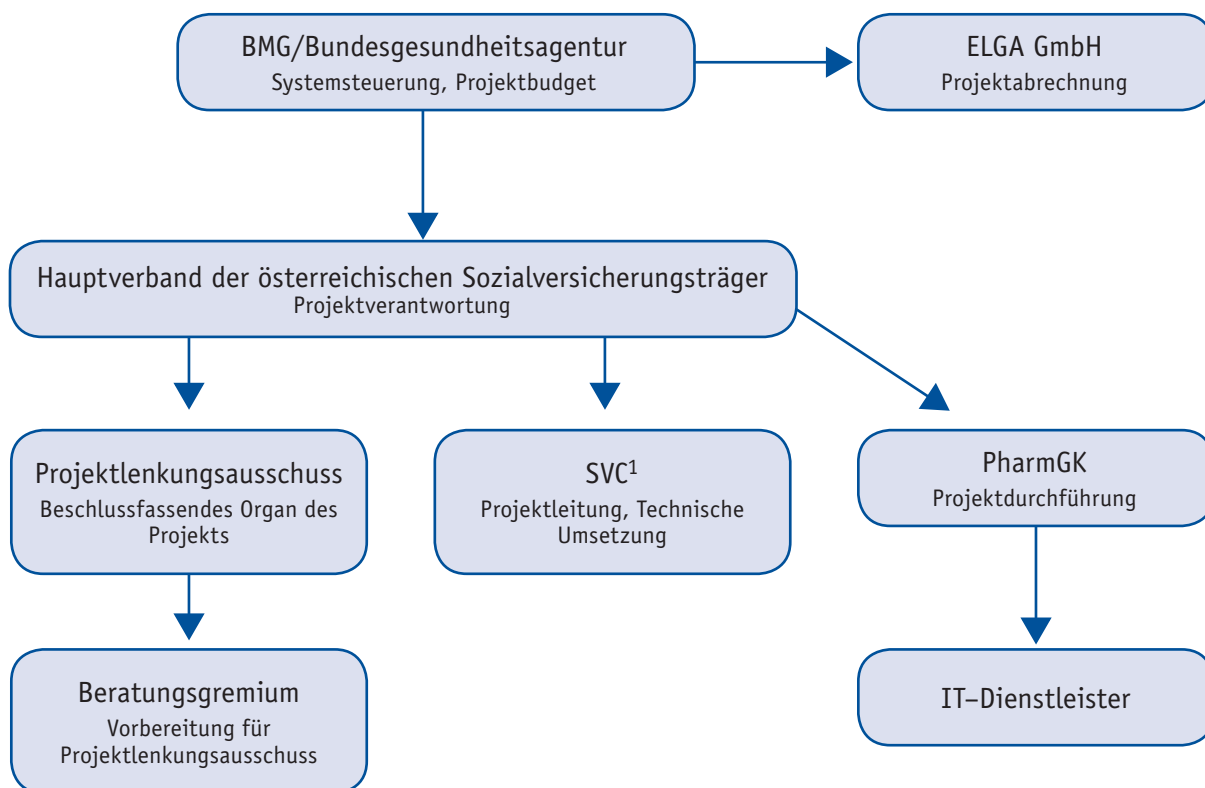 BMG/Bundesgesundheitsagentur
Systemsteuerung, Projektbudget
ELGA GmbH
Projektabrechnung
Hauptverband der österreichischen Sozialversicherungsträger
Projektverantwortung
Projektlenkungsausschuss
Beschlussfassendes Organ des
Projekts
SVC¹
Projektleitung, Technische
Umsetzung
PharmGK
Projektdurchführung
Beratungsgremium
Vorbereitung für
Projektlenkungsausschuss
IT–Dienstleister